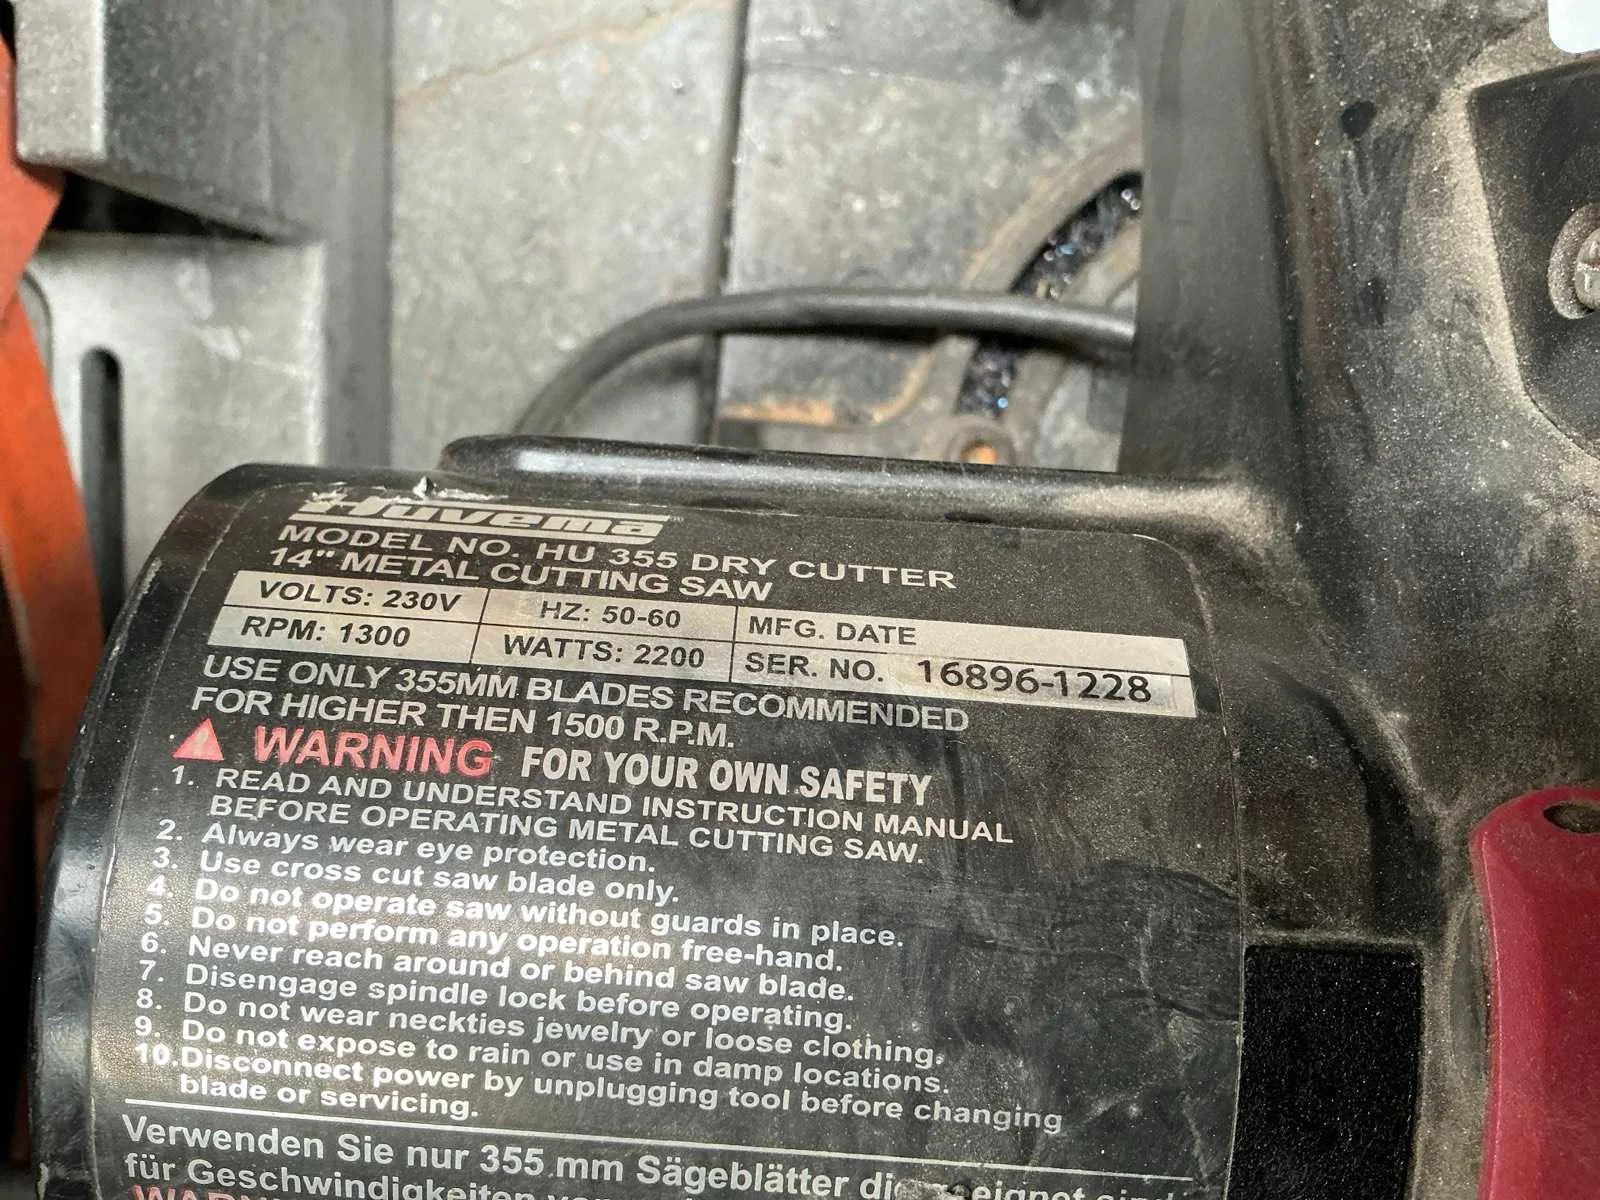 Huvema
MODEL NO. HU 355 DRY CUTTER
14" METAL CUTTING SAW
VOLTS: 230V HZ: 50-60 MFG. DATE
RPM: 1300 WATTS: 2200 SER. NO. 16896-1228
USE ONLY 355MM BLADES RECOMMENDED
FOR HIGHER THEN 1500 R.P.M.
WARNING FOR YOUR OWN SAFETY
1. READ AND UNDERSTAND INSTRUCTION MANUAL
BEFORE OPERATING METAL CUTTING SAW.
2. Always wear eye protection.
3. Use cross cut saw blade only.
4. Do not operate saw without guards in place.
5. Do not perform any operation free-hand.
6. Never reach around or behind saw blade.
7. Disengage spindle lock before operating.
8. Do not wear neckties jewelry or loose clothing.
9. Do not expose to rain or use in damp locations.
10. Disconnect power by unplugging tool before changing
blade or servicing.
Verwenden Sie nur 355 mm Sägeblätter die
für Geschwindigkeiten